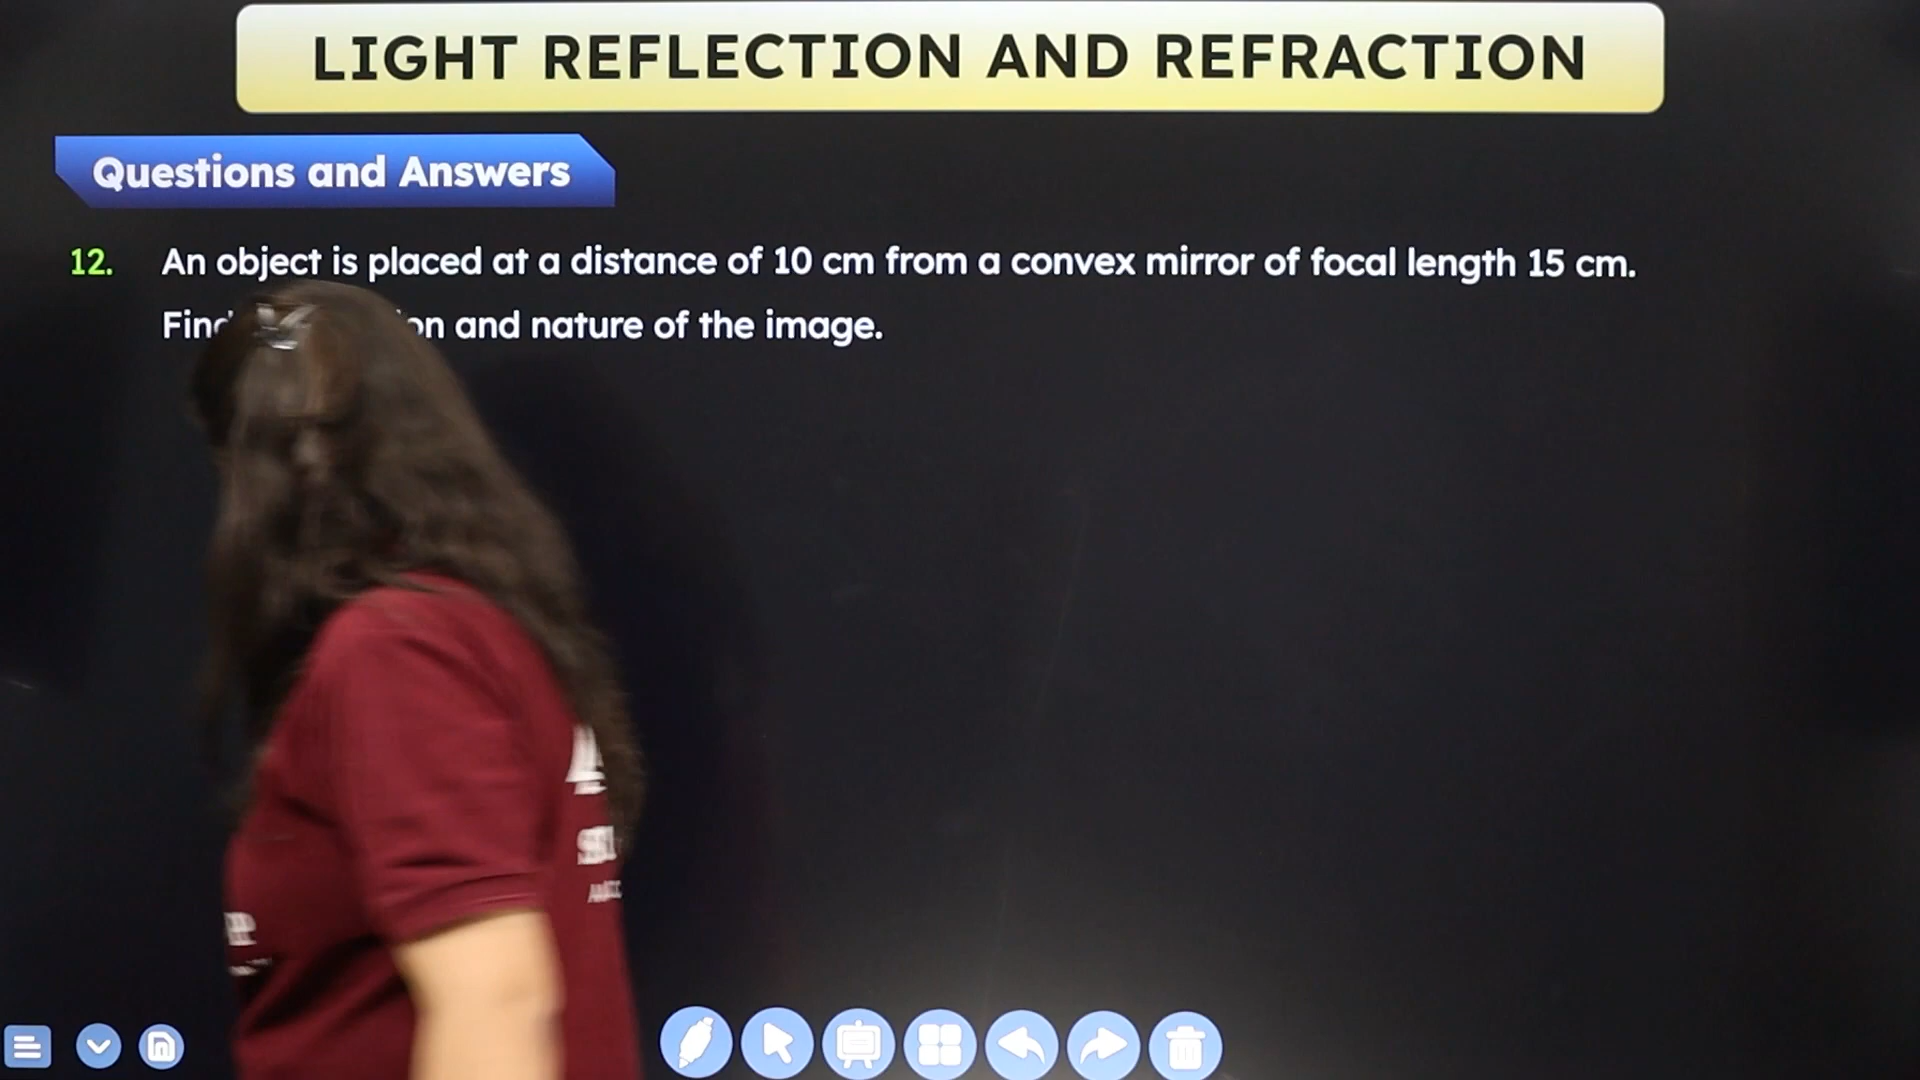 LIGHT REFLECTION AND REFRACTION
Questions and Answers
12. An object is placed at a distance of 10 cm from a convex mirror of focal length 15 cm.
and nature of the image.